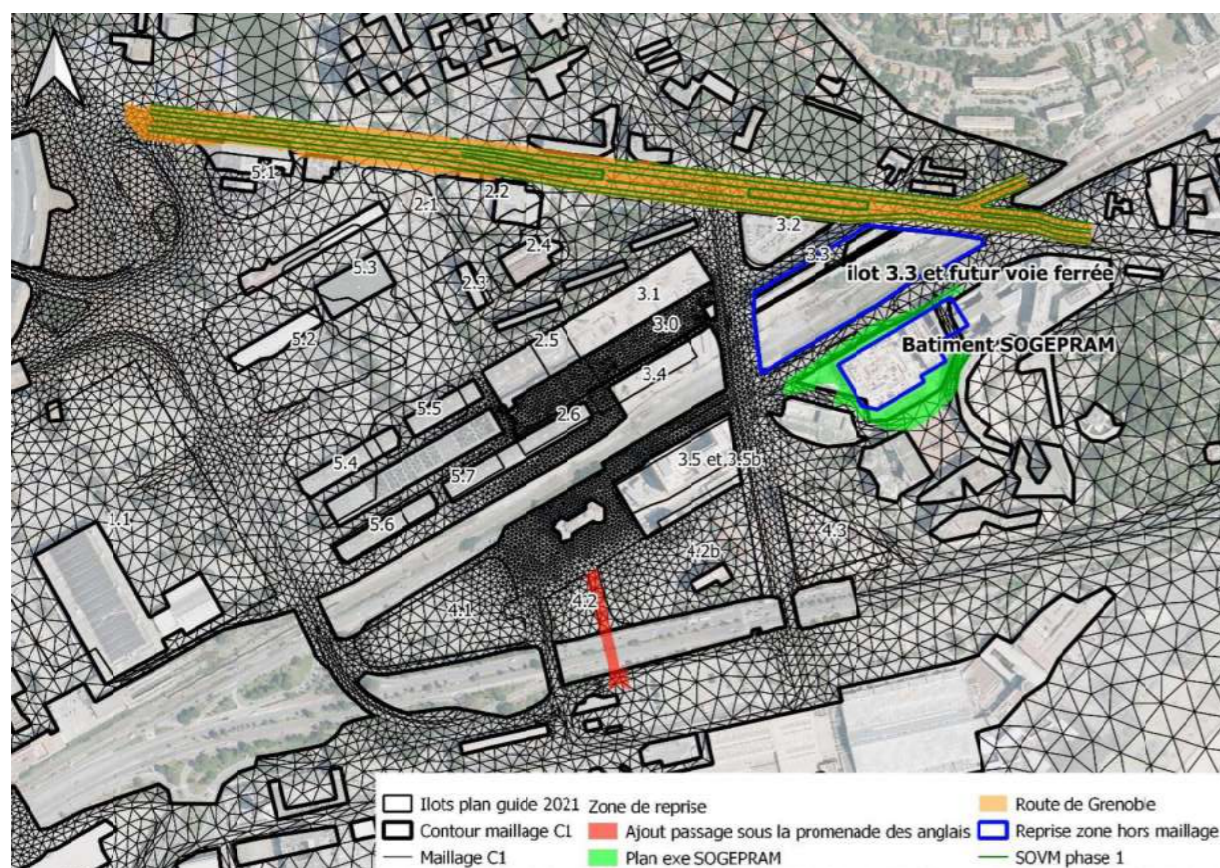 5.1
2.1
2.2
2.4
2.3
3.2
3.3
îlot 3.3 et futur voie ferrée
5.3
3.1
3.0
5.2
2.5
Batiment SOGEPRAM
3.4
5.5
2.6
5.4
5.7
3.5 et 3.5b
5.6
1.1
4.3
4.2b
4.1
4.2
Ilots plan guide 2021
Contour maillage C1
Maillage C1
Zone de reprise
Ajout passage sous la promenade des anglais
Plan exe SOGEPRAM
Route de Grenoble
Reprise zone hors maillage
SOVM phase 1